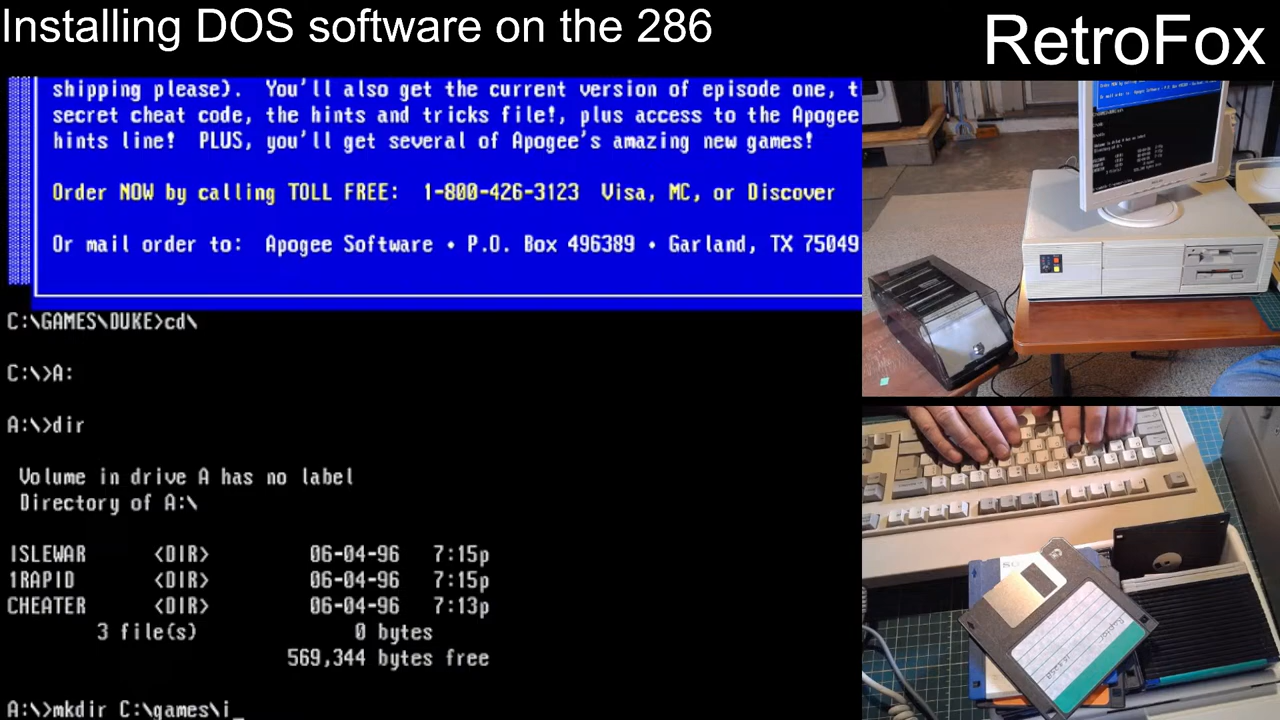 Installing DOS software on the 286
RetroFox
shipping please). You'll also get the current version of episode one, t
secret cheat code, the hints and tricks file!, plus access to the Apogee
hints line! PLUS, you'll get several of Apogee's amazing new games!
Order NOW by calling TOLL FREE: 1-800-426-3123 Visa, MC, or Discover
Or mail order to: Apogee Software • P.O. Box 496389 • Garland, TX 75049
C:\GAMES\DUKE>cd\
C:\>A:
A:\>dir
Volume in drive A has no label
Directory of A:\
ISLEWAR <DIR> 06-04-96 7:15p
1RAPID <DIR> 06-04-96 7:15p
CHEATER <DIR> 06-04-96 7:13p
3 file(s) 0 bytes
569,344 bytes free
A:\>mkdir C:\games\i_